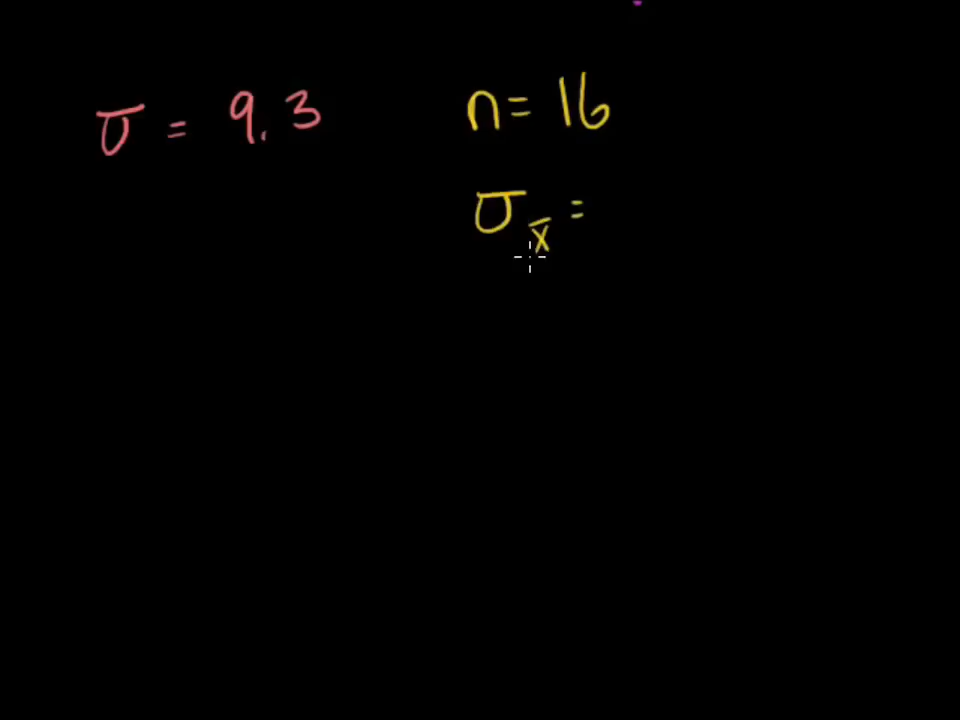 σ = 9.3 n = 16
σx̄ =